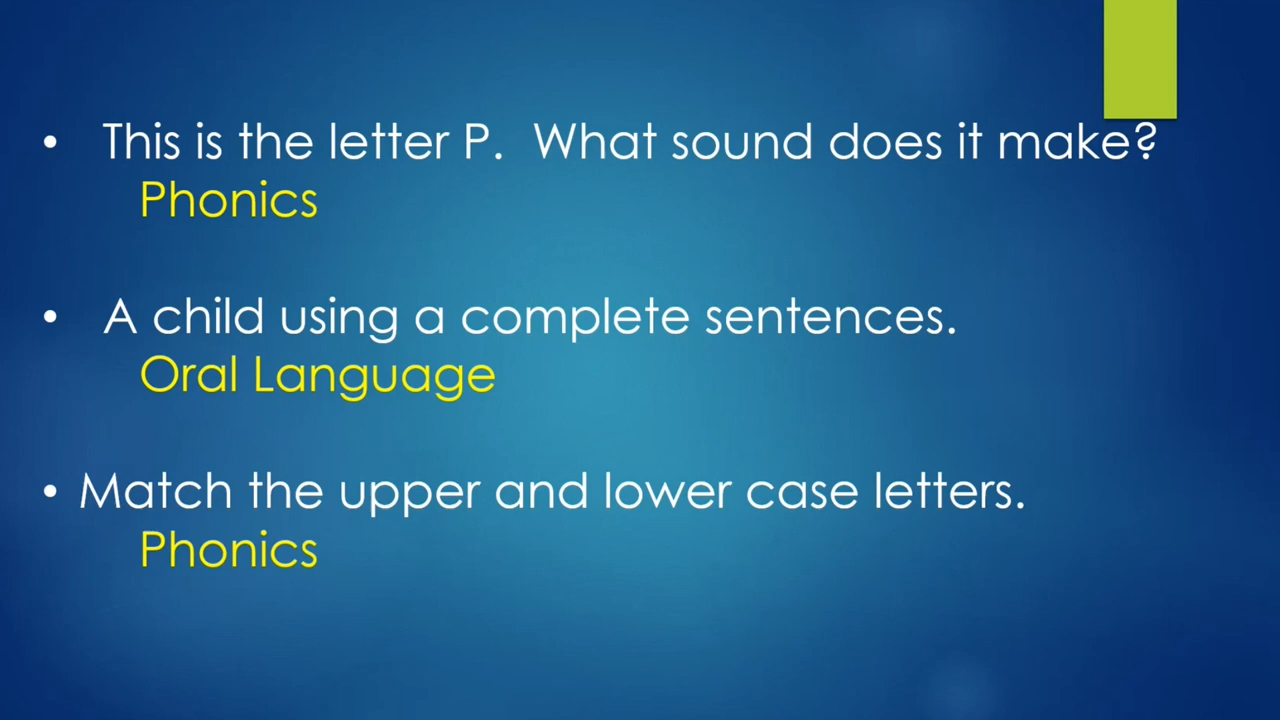 • This is the letter P. What sound does it make?
Phonics
• A child using a complete sentences.
Oral Language
• Match the upper and lower case letters.
Phonics